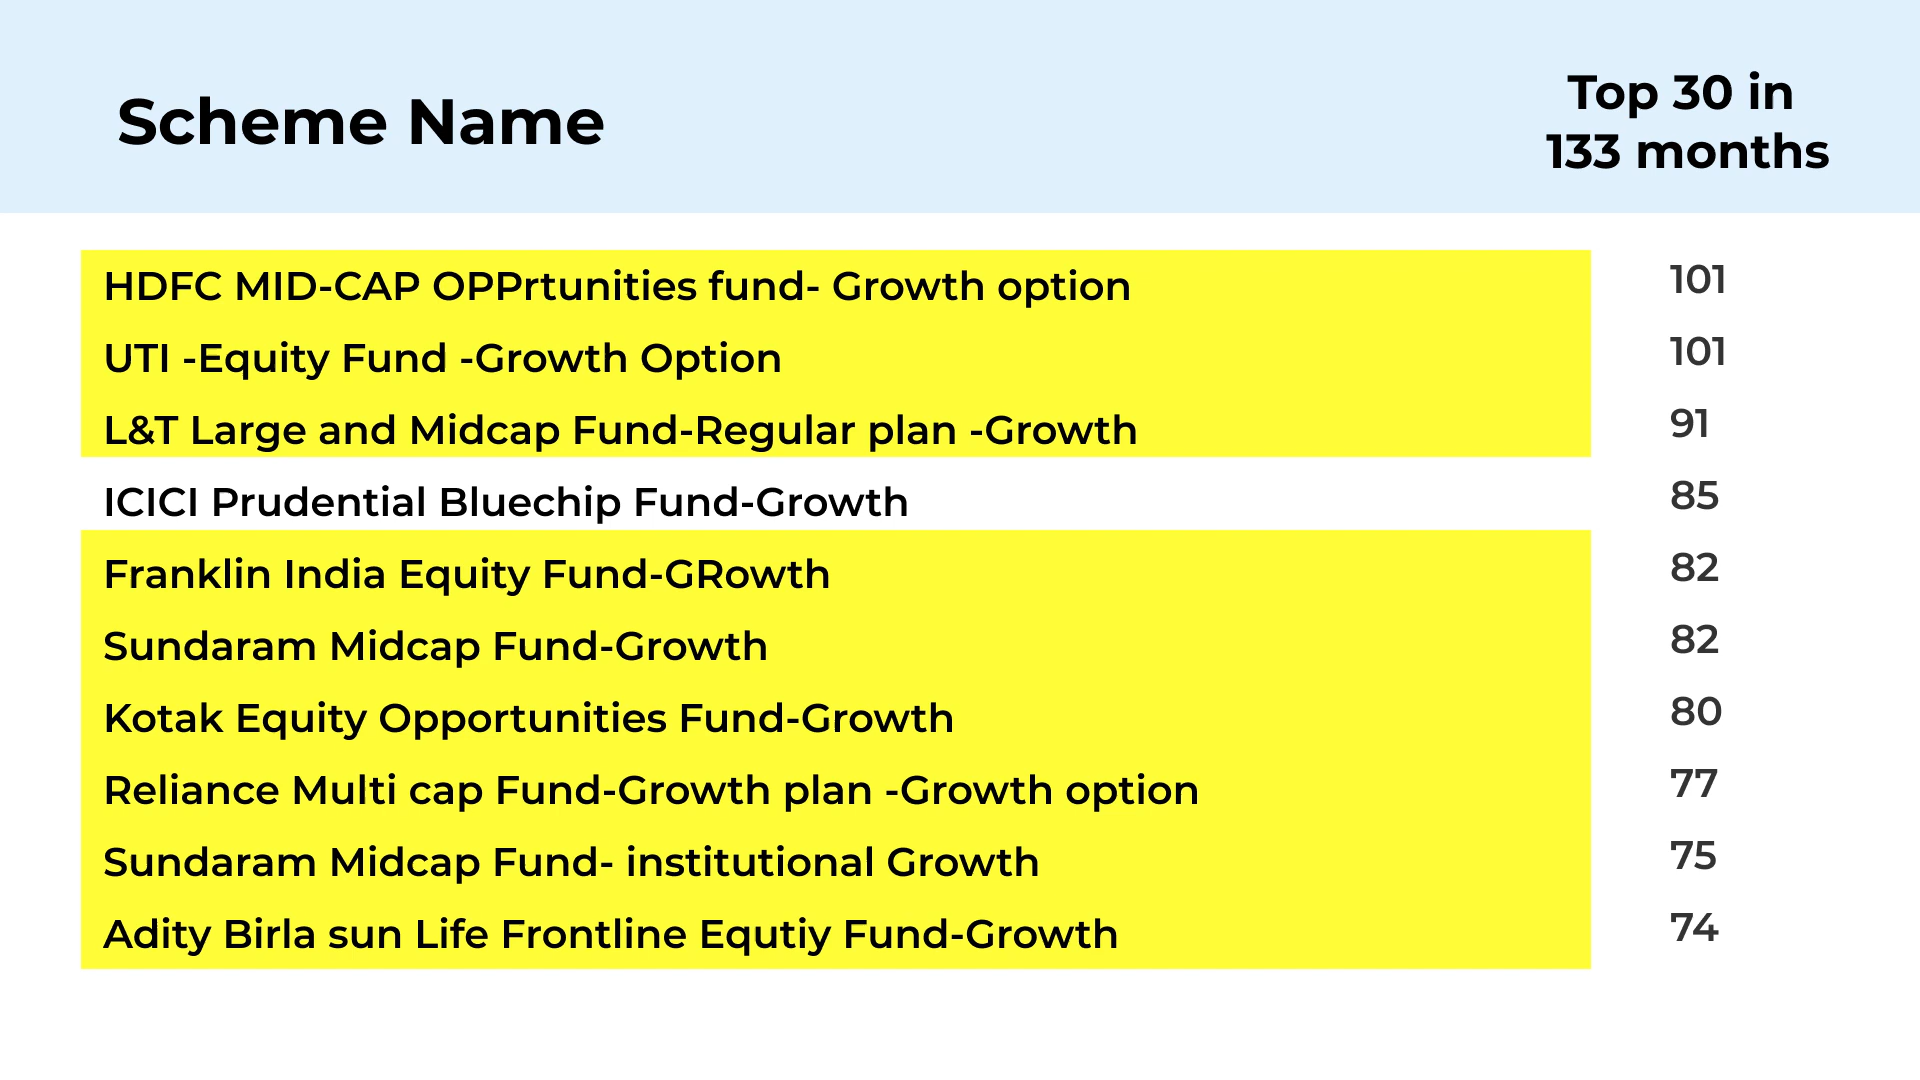 Scheme Name
Top 30 in
133 months
HDFC MID-CAP OPPrtunities fund- Growth option 101
UTI -Equity Fund -Growth Option 101
L&T Large and Midcap Fund-Regular plan -Growth 91
ICICI Prudential Bluechip Fund-Growth 85
Franklin India Equity Fund-GRowth 82
Sundaram Midcap Fund-Growth 82
Kotak Equity Opportunities Fund-Growth 80
Reliance Multi cap Fund-Growth plan -Growth option 77
Sundaram Midcap Fund- institutional Growth 75
Adity Birla sun Life Frontline Equtiy Fund-Growth 74